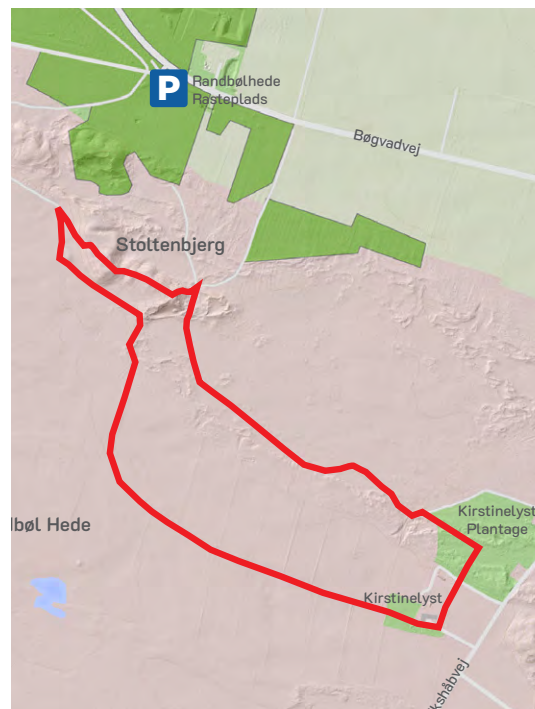 P
Randbølhede
Rasteplads
Bøgvadvej
Stoltenbjerg
Kirstinelyst
Plantage
lbøl Hede
Kirstinelyst
kshåbvej